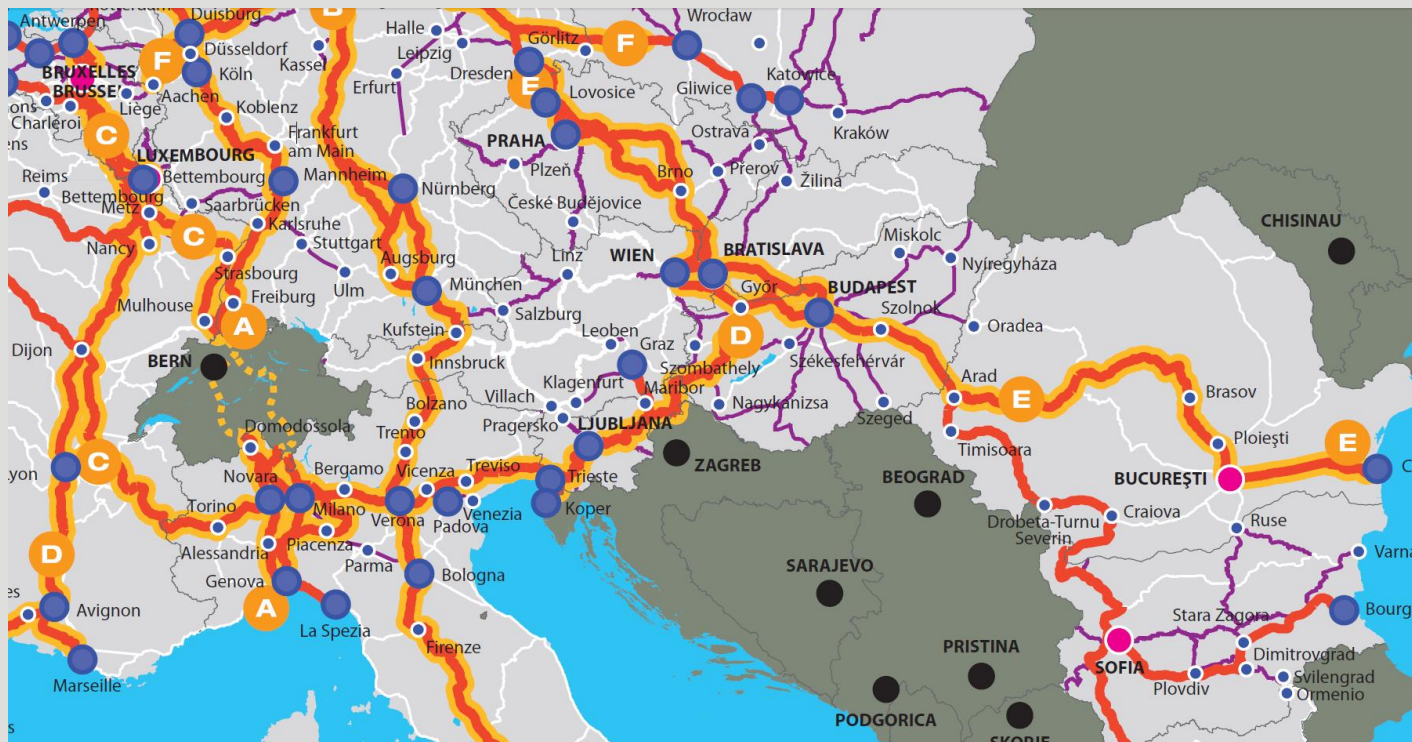 Antwerpen
Duisburg
B
Halle
Görlitz
F
Wrocław
F
Düsseldorf
Leipzig
Kassel
Dresden
E
Katowice
BRUXELLES
Köln
Erfurt
Lovosice
Gliwice
BRUSSEL
Liège
Aachen
Koblenz
Charleroi
C
PRAHA
Ostrava
Kraków
Frankfurt
am Main
LUXEMBOURG
Plzeň
Brno
Přerov
Žilina
Reims
Bettembourg
Mannheim
Nürnberg
Bettembourg
Metz
Saarbrücken
České Budějovice
Karlsruhe
CHISINAU
Nancy
C
Stuttgart
Miskolc
Strasbourg
Augsburg
Linz
WIEN
BRATISLAVA
Nyíregyháza
Mulhouse
Freiburg
Ulm
München
Győr
BUDAPEST
Szolnok
A
Kufstein
Salzburg
Leoben
D
Oradea
Dijon
BERN
Innsbruck
Graz
Szombathely
Székesfehérvár
Klagenfurt
Maribor
Arad
Villach
Nagykanizsa
E
Brasov
Bolzano
Pragersko
LJUBLJANA
Szeged
Trento
Timisoara
Ploieşti
E
Domodossola
ZAGREB
Lyon
C
Novara
Bergamo
Vicenza
Treviso
Trieste
BEOGRAD
BUCUREŞTI
Torino
Milano
Verona
Padova
Venezia
Koper
Drobeta-Turnu
Severin
Craiova
Ruse
Alessandria
Piacenza
Parma
Varna
D
Genova
Bologna
SARAJEVO
Avignon
A
La Spezia
Stara Zagora
Bourg
Firenze
PRISTINA
SOFIA
Dimitrovgrad
Marseille
Plovdiv
Svilengrad
Ormenio
PODGORICA